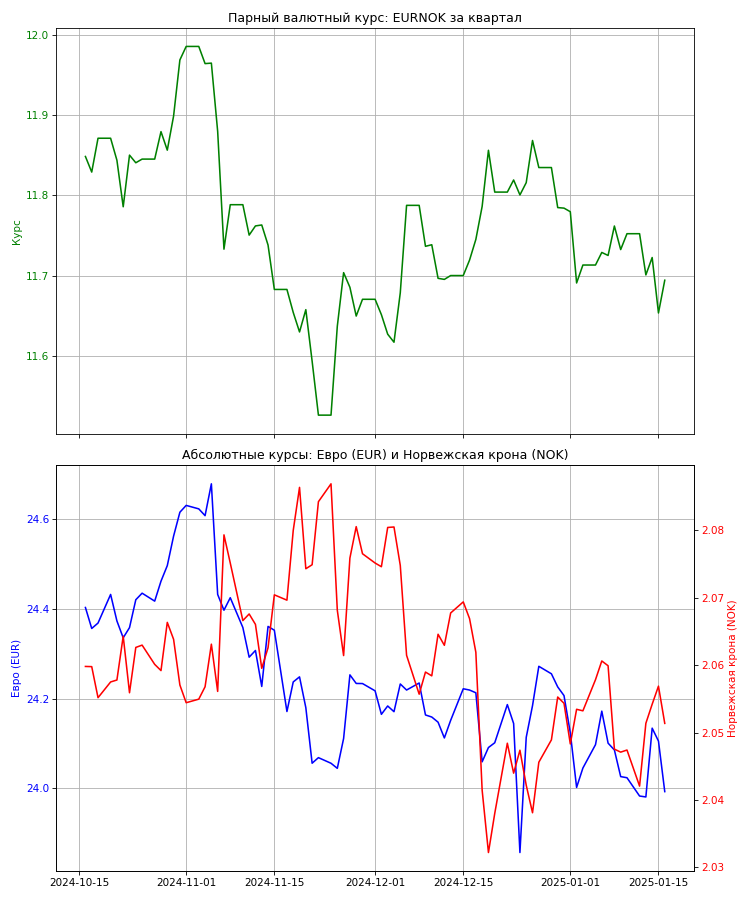 Парный валютный курс: EURNOK за квартал
12.0
11.9
11.8
11.7
11.6
Курс
Абсолютные курсы: Евро (EUR) и Норвежская крона (NOK)
24.6
24.4
24.2
24.0
Евро (EUR)
2.08
2.07
2.06
2.05
2.04
2.03
Норвежская крона (NOK)
2024-10-15 2024-11-01 2024-11-15 2024-12-01 2024-12-15 2025-01-01 2025-01-15